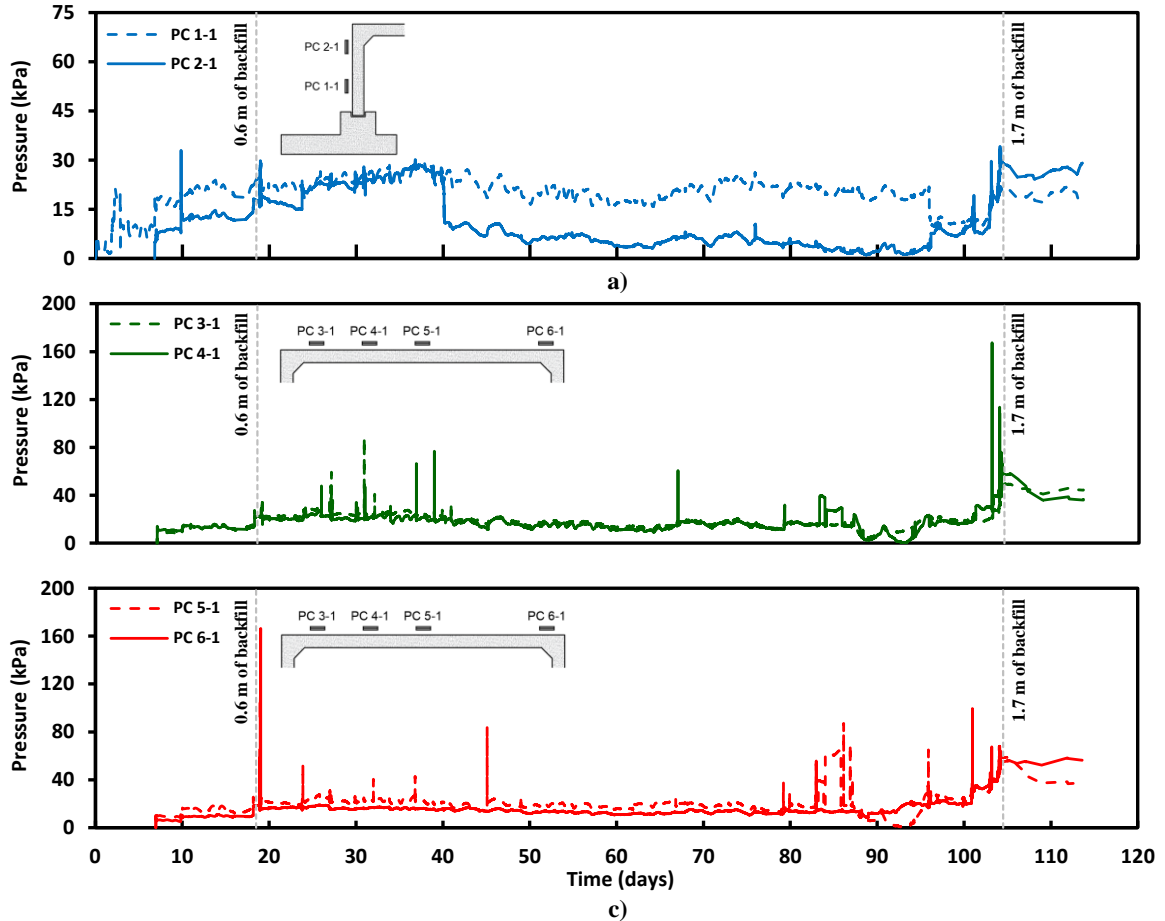 75
60
45
30
15
0
Pressure (kPa)
PC 1-1
PC 2-1
0.6 m of backfill
PC 2-1
PC 1-1
1.7 m of backfill
a)
200
160
120
80
40
0
Pressure (kPa)
PC 3-1
PC 4-1
0.6 m of backfill
PC 3-1 PC 4-1 PC 5-1 PC 6-1
1.7 m of backfill
200
160
120
80
40
0
Pressure (kPa)
PC 5-1
PC 6-1
0.6 m of backfill
PC 3-1 PC 4-1 PC 5-1 PC 6-1
1.7 m of backfill
0 10 20 30 40 50 60 70 80 90 100 110 120
Time (days)
c)